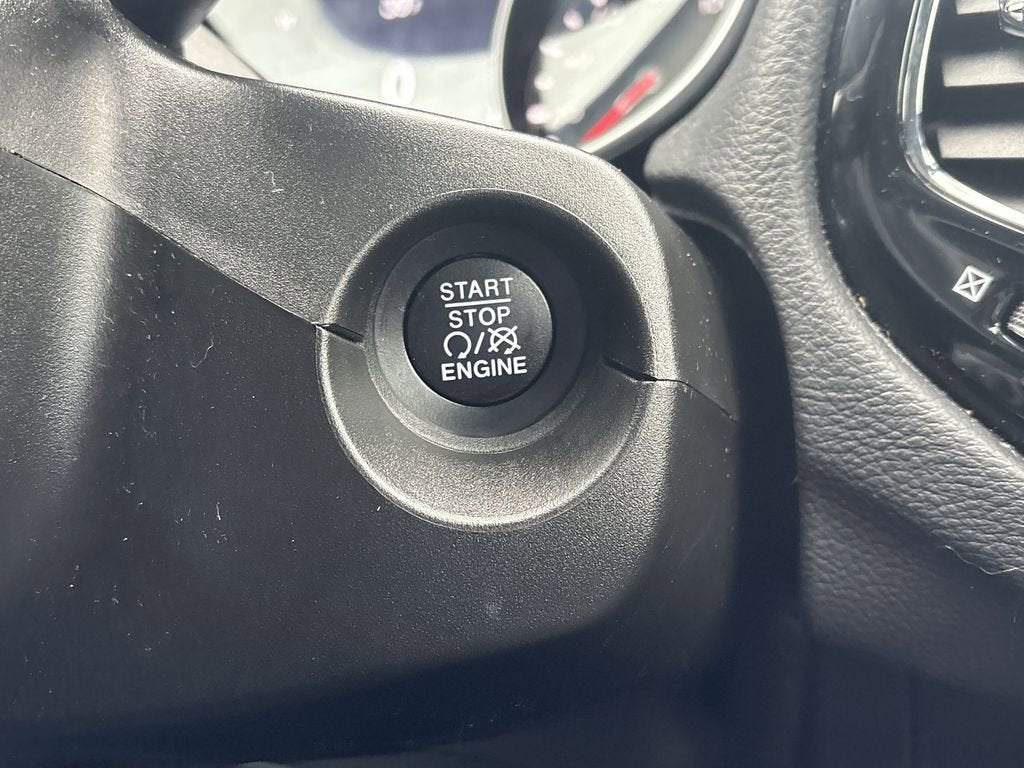 START
STOP
/
ENGINE